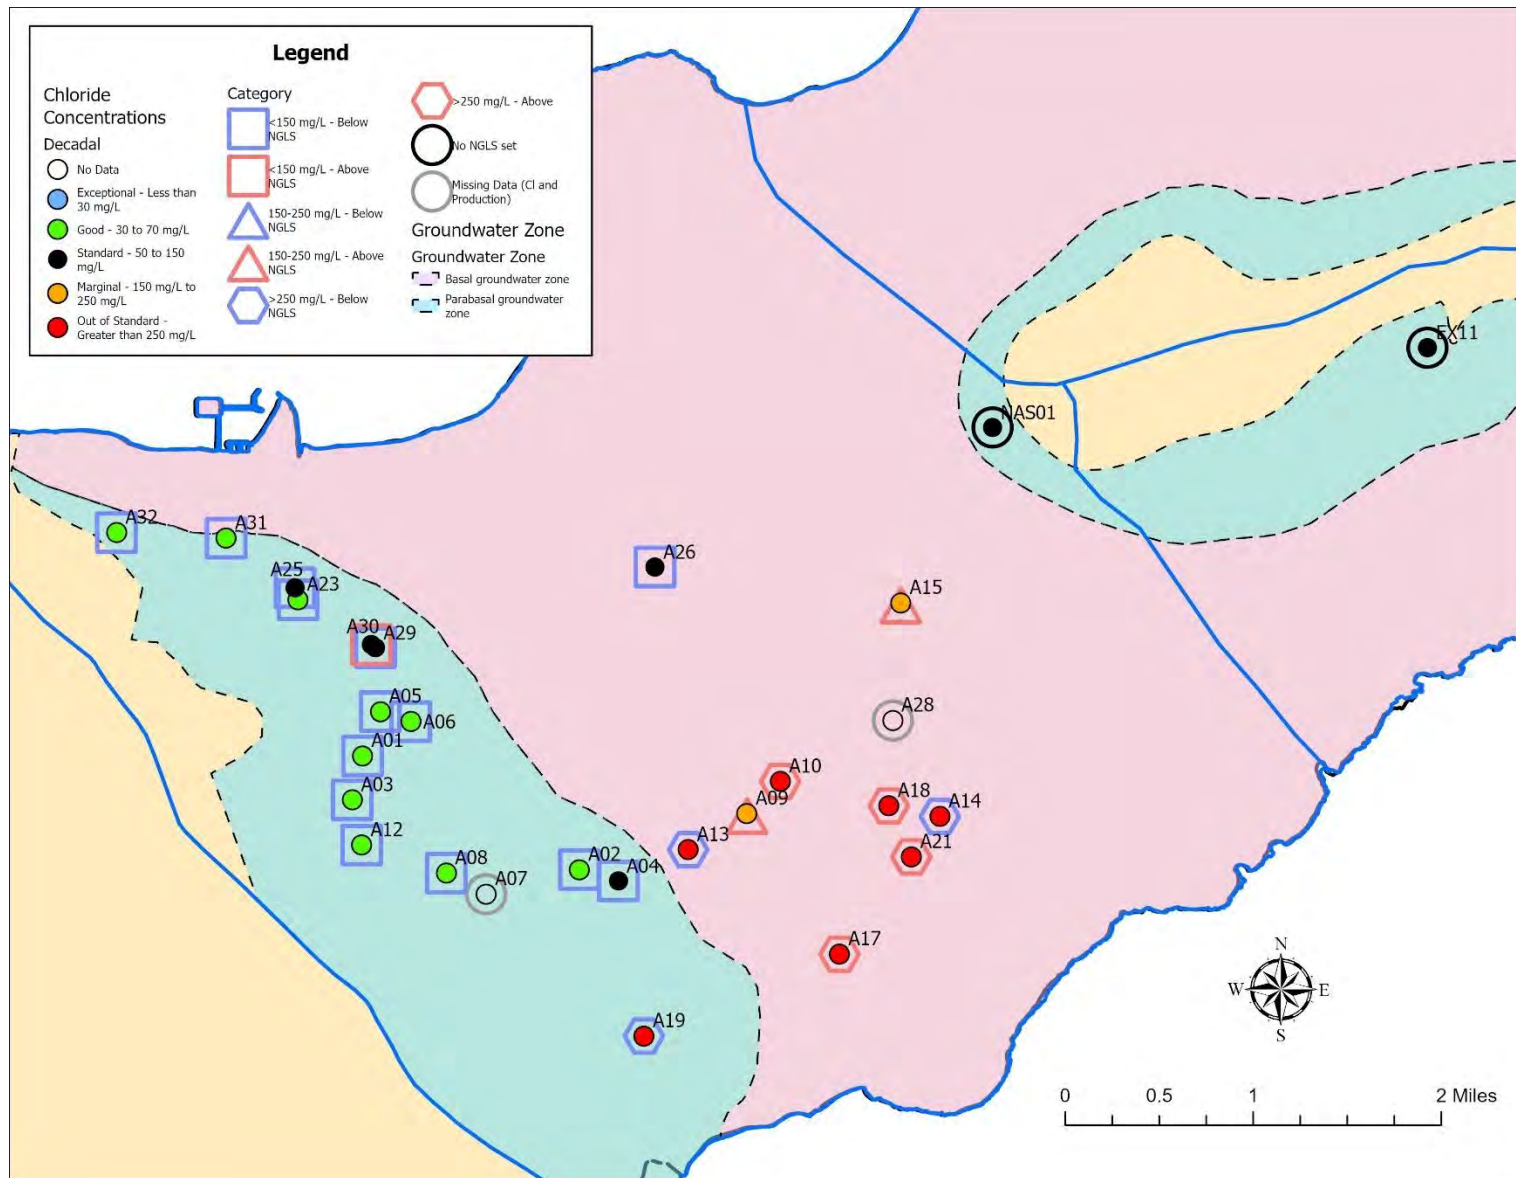 Legend
Chloride
Concentrations
Decadal
No Data
Exceptional - Less than
30 mg/L
Good - 30 to 70 mg/L
Standard - 50 to 150
mg/L
Marginal - 150 mg/L to
250 mg/L
Out of Standard -
Greater than 250 mg/L
Category
<150 mg/L - Below
NGLS
<150 mg/L - Above
NGLS
150-250 mg/L - Below
NGLS
150-250 mg/L - Above
NGLS
>250 mg/L - Below
NGLS
>250 mg/L - Above
No NGLS set
Missing Data (Cl and
Production)
Groundwater Zone
Groundwater Zone
Basal groundwater zone
Parabasal groundwater
zone
EX11
NAS01
A32
A31
A26
A25
A23
A15
A30
A29
A05
A06
A28
A01
A10
A03
A09
A18
A14
A12
A13
A21
A08
A02
A04
A07
A17
A19
N
W
E
S
0
0.5
1
2 Miles